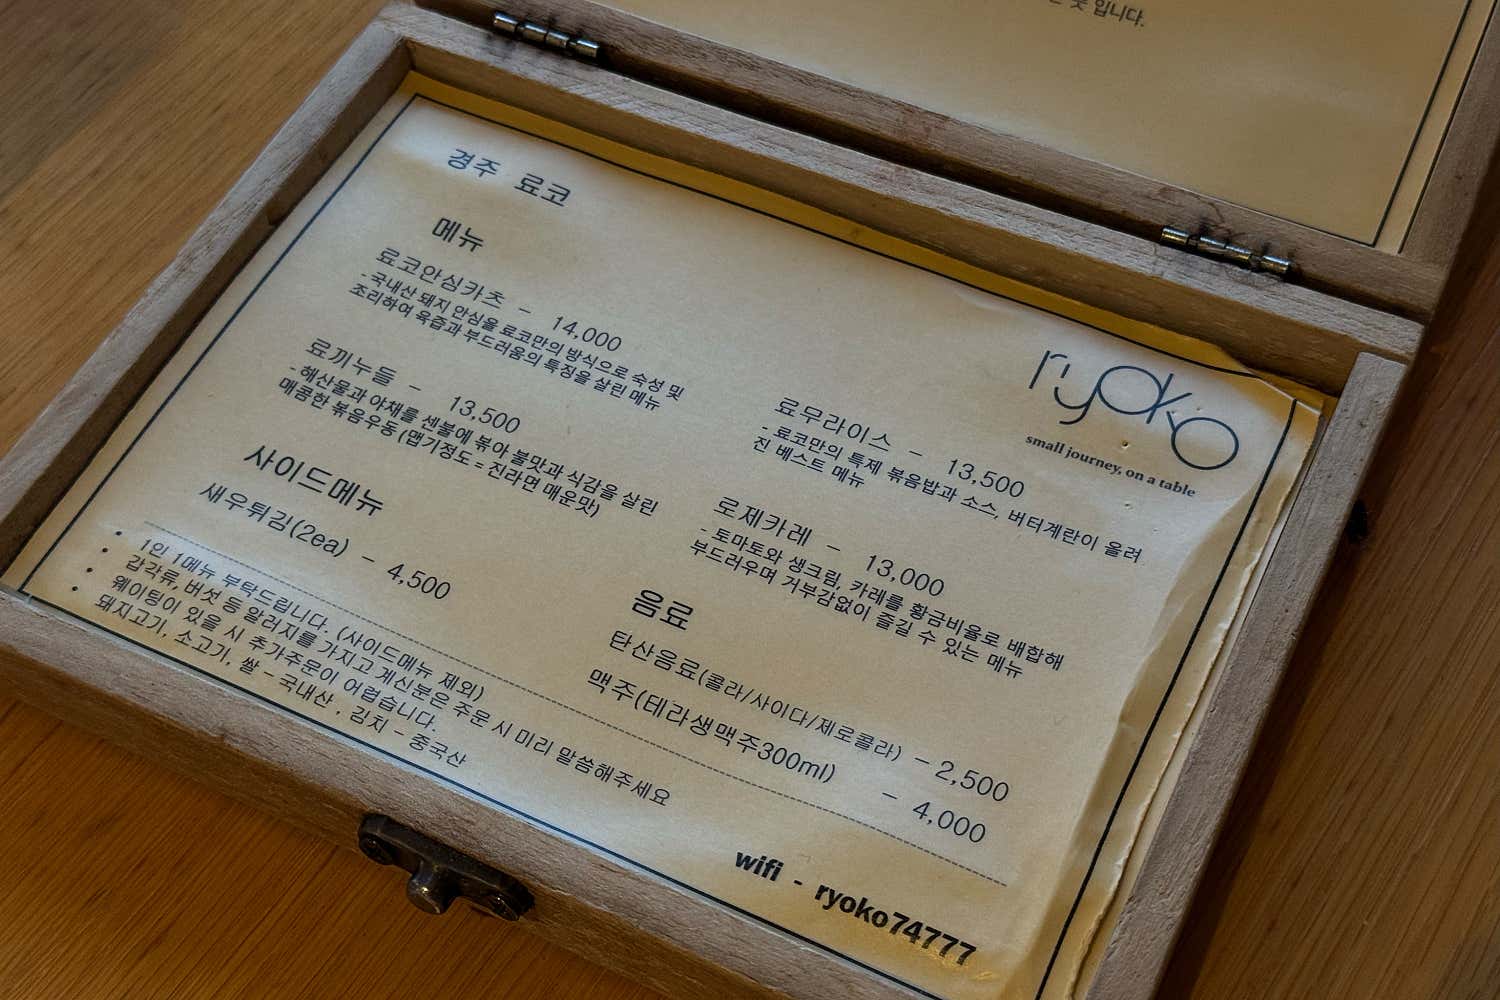 는 곳 입니다.
경주 료코
메뉴
료코안심카츠 - 14,000
- 국내산 돼지 안심을 료코만의 방식으로 숙성 및
조리하여 육즙과 부드러움의 특징을 살린 메뉴
료끼누들 - 13,500
- 해산물과 야채를 센불에 볶아 불맛과 식감을 살린
매콤한 볶음우동 (맵기정도 = 진라면 매운맛)
사이드메뉴
새우튀김(2ea) - 4,500
ryoko
small journey, on a table
료무라이스 - 13,500
- 료코만의 특제 볶음밥과 소스, 버터계란이 올려
진 베스트 메뉴
로제카레 - 13,000
- 토마토와 생크림, 카레를 황금비율로 배합해
부드러우며 거부감없이 즐길 수 있는 메뉴
음료
탄산음료(콜라/사이다/제로콜라) - 2,500
맥주(테라생맥주300ml) - 4,000
• 1인 1메뉴 부탁드립니다. (사이드메뉴 제외)
• 갑각류, 버섯 등 알러지를 가지고 계신분은 주문 시 미리 말씀해주세요
• 웨이팅이 있을 시 추가주문이 어렵습니다.
• 돼지고기, 소고기, 쌀 - 국내산 , 김치 - 중국산
wifi - ryoko74777